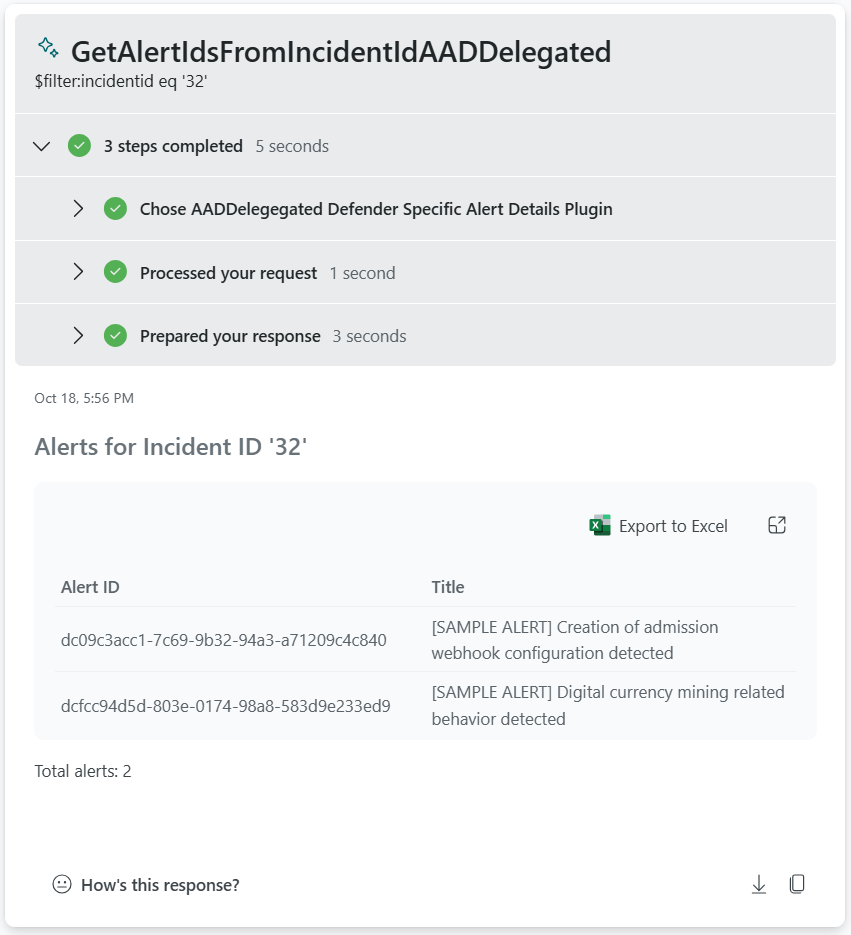 GetAlertIdsFromIncidentIdAADDelegated
$filter:incidentid eq '32'
3 steps completed 5 seconds
Chose AADDelegegated Defender Specific Alert Details Plugin
Processed your request 1 second
Prepared your response 3 seconds
Oct 18, 5:56 PM
Alerts for Incident ID '32'
Export to Excel
Alert ID Title
dc09c3acc1-7c69-9b32-94a3-a71209c4c840 [SAMPLE ALERT] Creation of admission
webhook configuration detected
dcfcc94d5d-803e-0174-98a8-583d9e233ed9 [SAMPLE ALERT] Digital currency mining related
behavior detected
Total alerts: 2
How's this response?